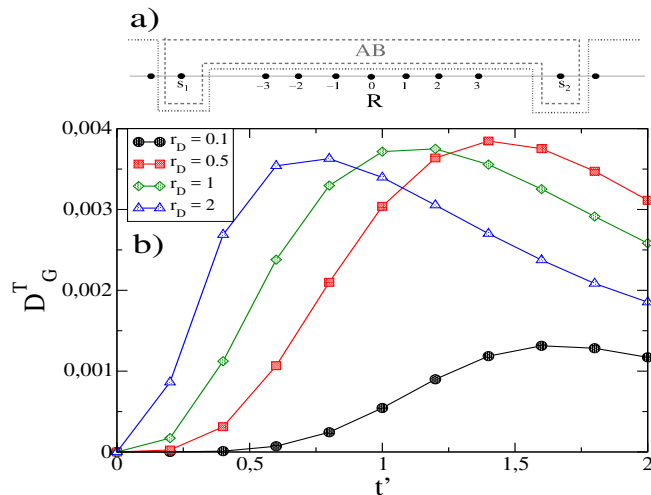 a)
AB
s1 −3 −2 −1 0 1 2 3 s2
R
0,004
r_D = 0.1
r_D = 0.5
r_D = 1
r_D = 2
0,003
b)
D^T_G
0,002
0,001
0
0 0,5 1 1,5 2
t’